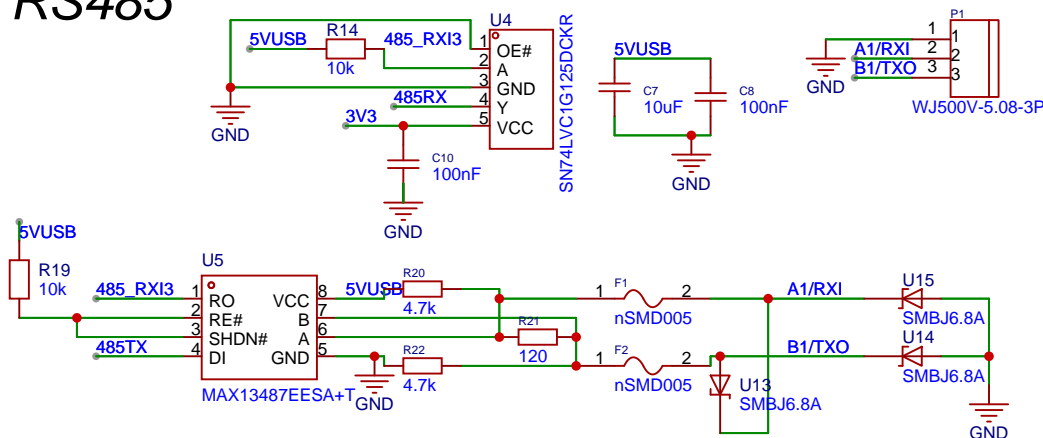 RS485
5VUSB
R14
10k
485_RXI3
U4
1
OE#
2
A
3
GND
4
Y
5
VCC
SN74LVC1G125DCKR
GND
485RX
3V3
C10
100nF
GND
5VUSB
C7
10uF
C8
100nF
GND
P1
1
1
A1/RXI
2
2
B1/TXO
3
3
GND
WJ500V-5.08-3P
5VUSB
R19
10k
485_RXI3
485TX
U5
1
RO
2
RE#
3
SHDN#
4
DI
VCC
8
B
7
A
6
GND
5
MAX13487EESA+T
5VUSB
R20
4.7k
R21
120
R22
4.7k
GND
F1
1
2
nSMD005
F2
1
2
nSMD005
A1/RXI
B1/TXO
U15
SMBJ6.8A
U14
SMBJ6.8A
U13
SMBJ6.8A
GND